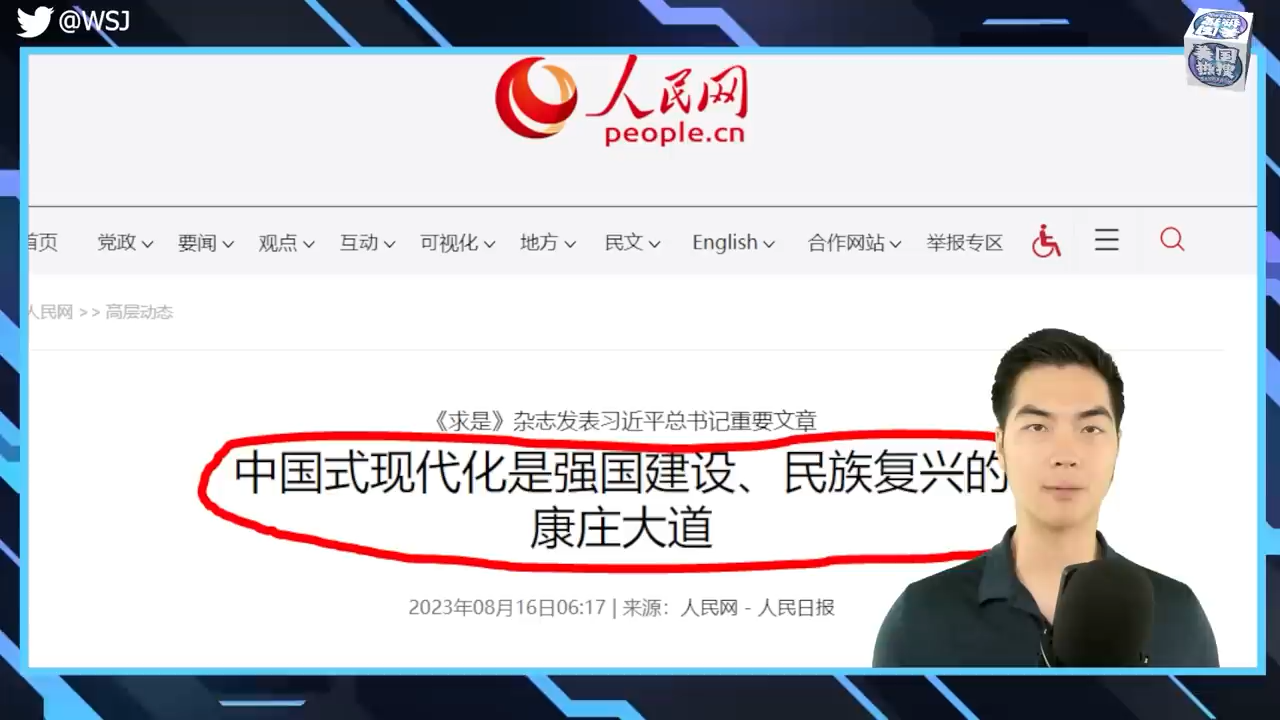 @WSJ
美国
热搜
人民网
people.cn
首页 党政 要闻 观点 互动 可视化 地方 民文 English 合作网站 举报专区
人民网 >> 高层动态
《求是》杂志发表习近平总书记重要文章
中国式现代化是强国建设、民族复兴的
康庄大道
2023年08月16日06:17 | 来源：人民网 - 人民日报